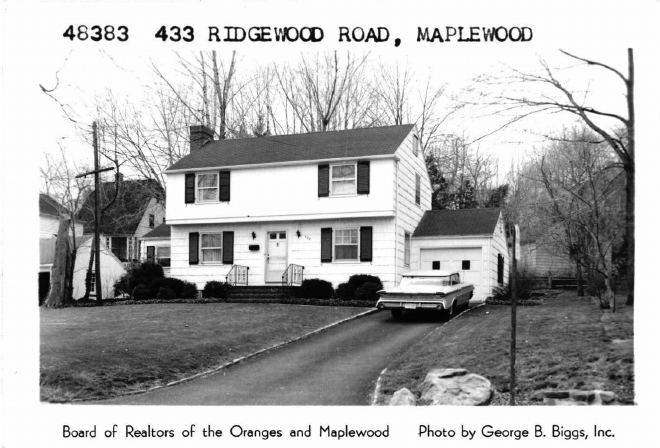 48383 433 RIDGEWOOD ROAD, MAPLEWOOD
Board of Realtors of the Oranges and Maplewood Photo by George B. Biggs, Inc.